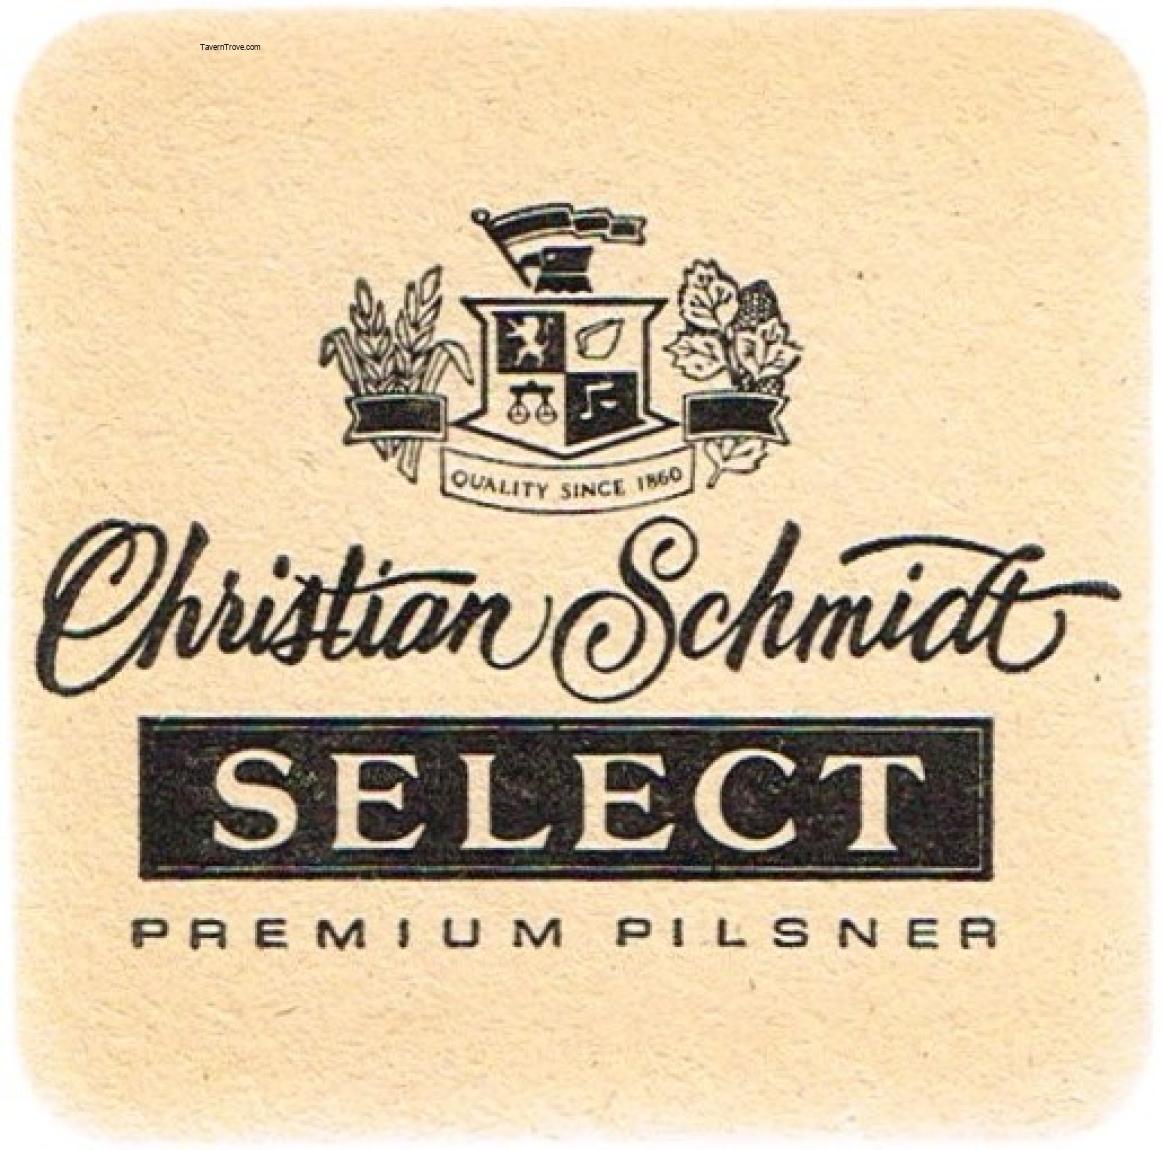 TavernTrove.com
QUALITY SINCE 1860
Christian Schmidt
SELECT
PREMIUM PILSNER